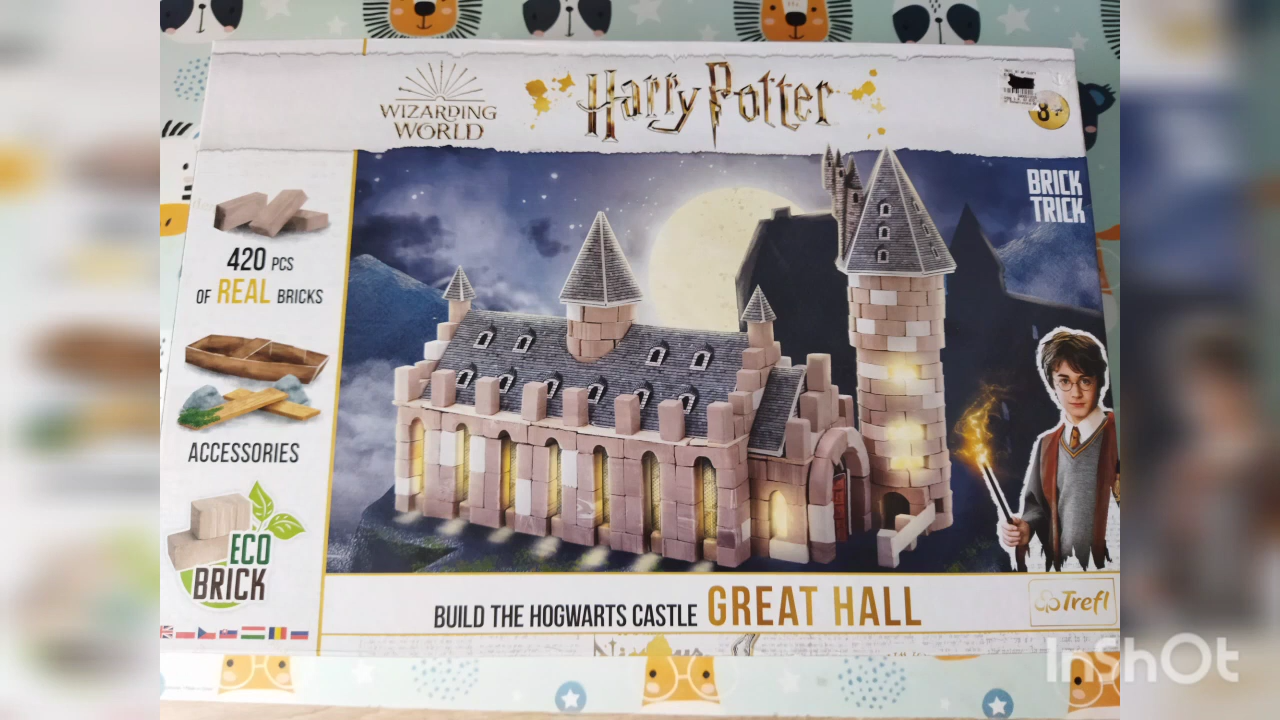 WIZARDING
WORLD
Harry Potter
8+
BRICK
TRICK
420 PCS
OF REAL BRICKS
ACCESSORIES
ECO
BRICK
BUILD THE HOGWARTS CASTLE GREAT HALL
Trefl
InShOt